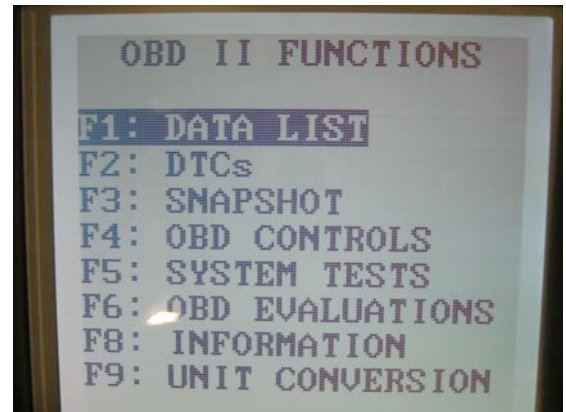 OBD II FUNCTIONS
F1: DATA LIST
F2: DTCs
F3: SNAPSHOT
F4: OBD CONTROLS
F5: SYSTEM TESTS
F6: OBD EVALUATIONS
F8: INFORMATION
F9: UNIT CONVERSION